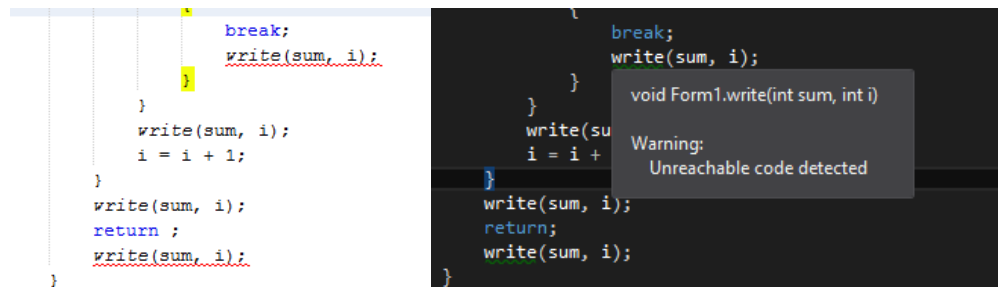 {
break;
write(sum, i);
}
}
write(sum, i);
i = i + 1;
}
write(sum, i);
return ;
write(sum, i);
}
{
break;
write(sum, i);
}
}
write(su
i = i +
}
write(sum, i);
return;
write(sum, i);
}
void Form1.write(int sum, int i)
Warning:
Unreachable code detected